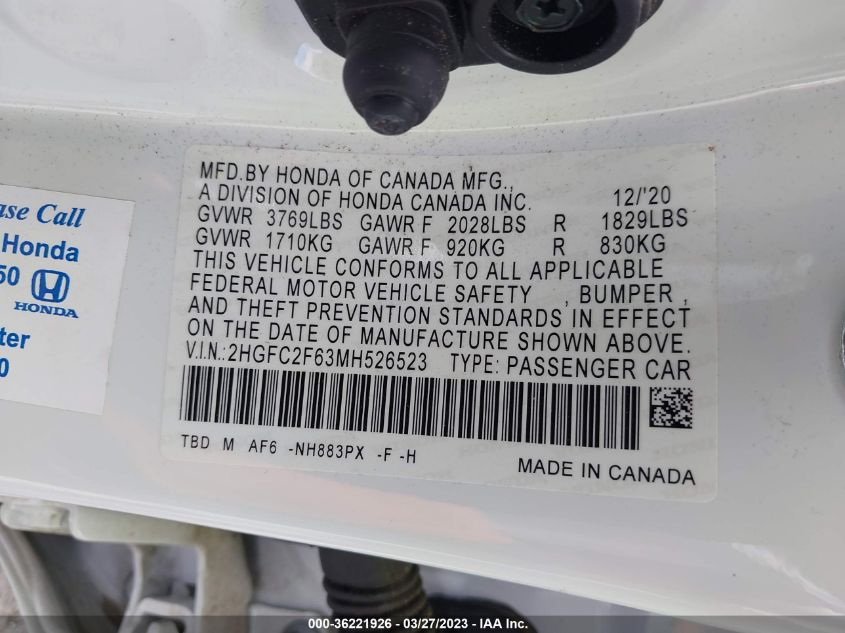 MFD.BY HONDA OF CANADA MFG.,
A DIVISION OF HONDA CANADA INC. 12/'20
GVWR 3769LBS GAWR F 2028LBS R 1829LBS
GVWR 1710KG GAWR F 920KG R 830KG
THIS VEHICLE CONFORMS TO ALL APPLICABLE
FEDERAL MOTOR VEHICLE SAFETY , BUMPER ,
AND THEFT PREVENTION STANDARDS IN EFFECT
ON THE DATE OF MANUFACTURE SHOWN ABOVE.
V.I.N.: 2HGFC2F63MH526523 TYPE: PASSENGER CAR
TBD M AF6 -NH883PX -F -H
MADE IN CANADA
ase Call
Honda
50
HONDA
ter
0
000-36221926 - 03/27/2023 - IAA Inc.